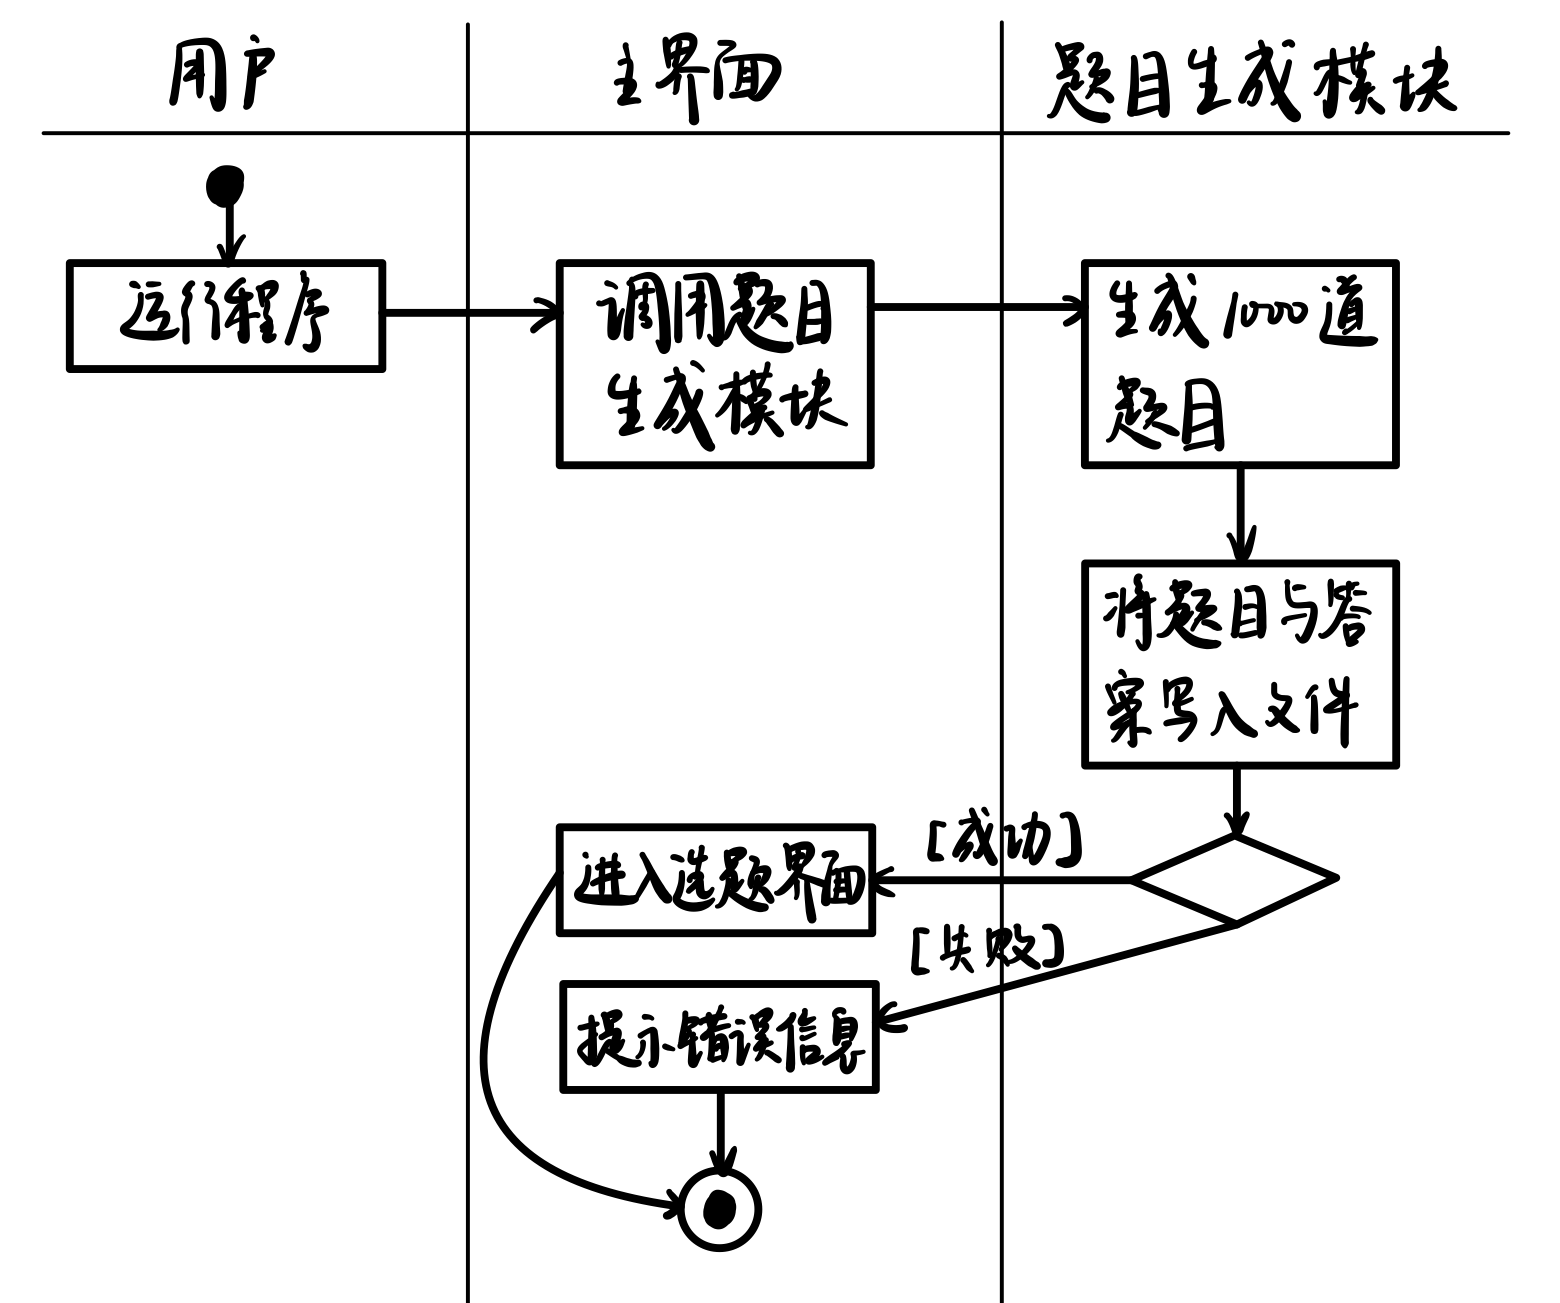 用户
主界面
题目生成模块
运行程序
调用题目
生成模块
生成1000道
题目
将题目与答
案写入文件
[成功]
进入选题界面
[失败]
提示错误信息